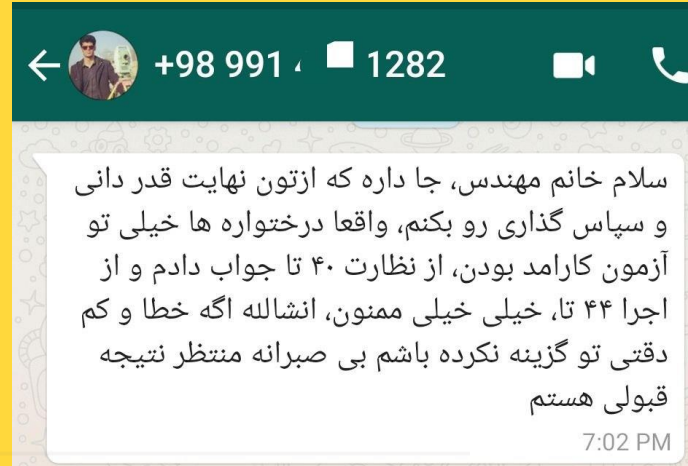 +98 991 1282
سلام خانم مهندس، جا داره که ازتون نهایت قدر دانی
و سپاس گذاری رو بکنم، واقعا درختواره ها خیلی تو
آزمون کارامد بودن، از نظارت ۴۰ تا جواب دادم و از
اجرا ۴۴ تا، خیلی خیلی ممنون، انشالله اگه خطا و کم
دقتی تو گزینه نکرده باشم بی صبرانه منتظر نتیجه
قبولی هستم
7:02 PM